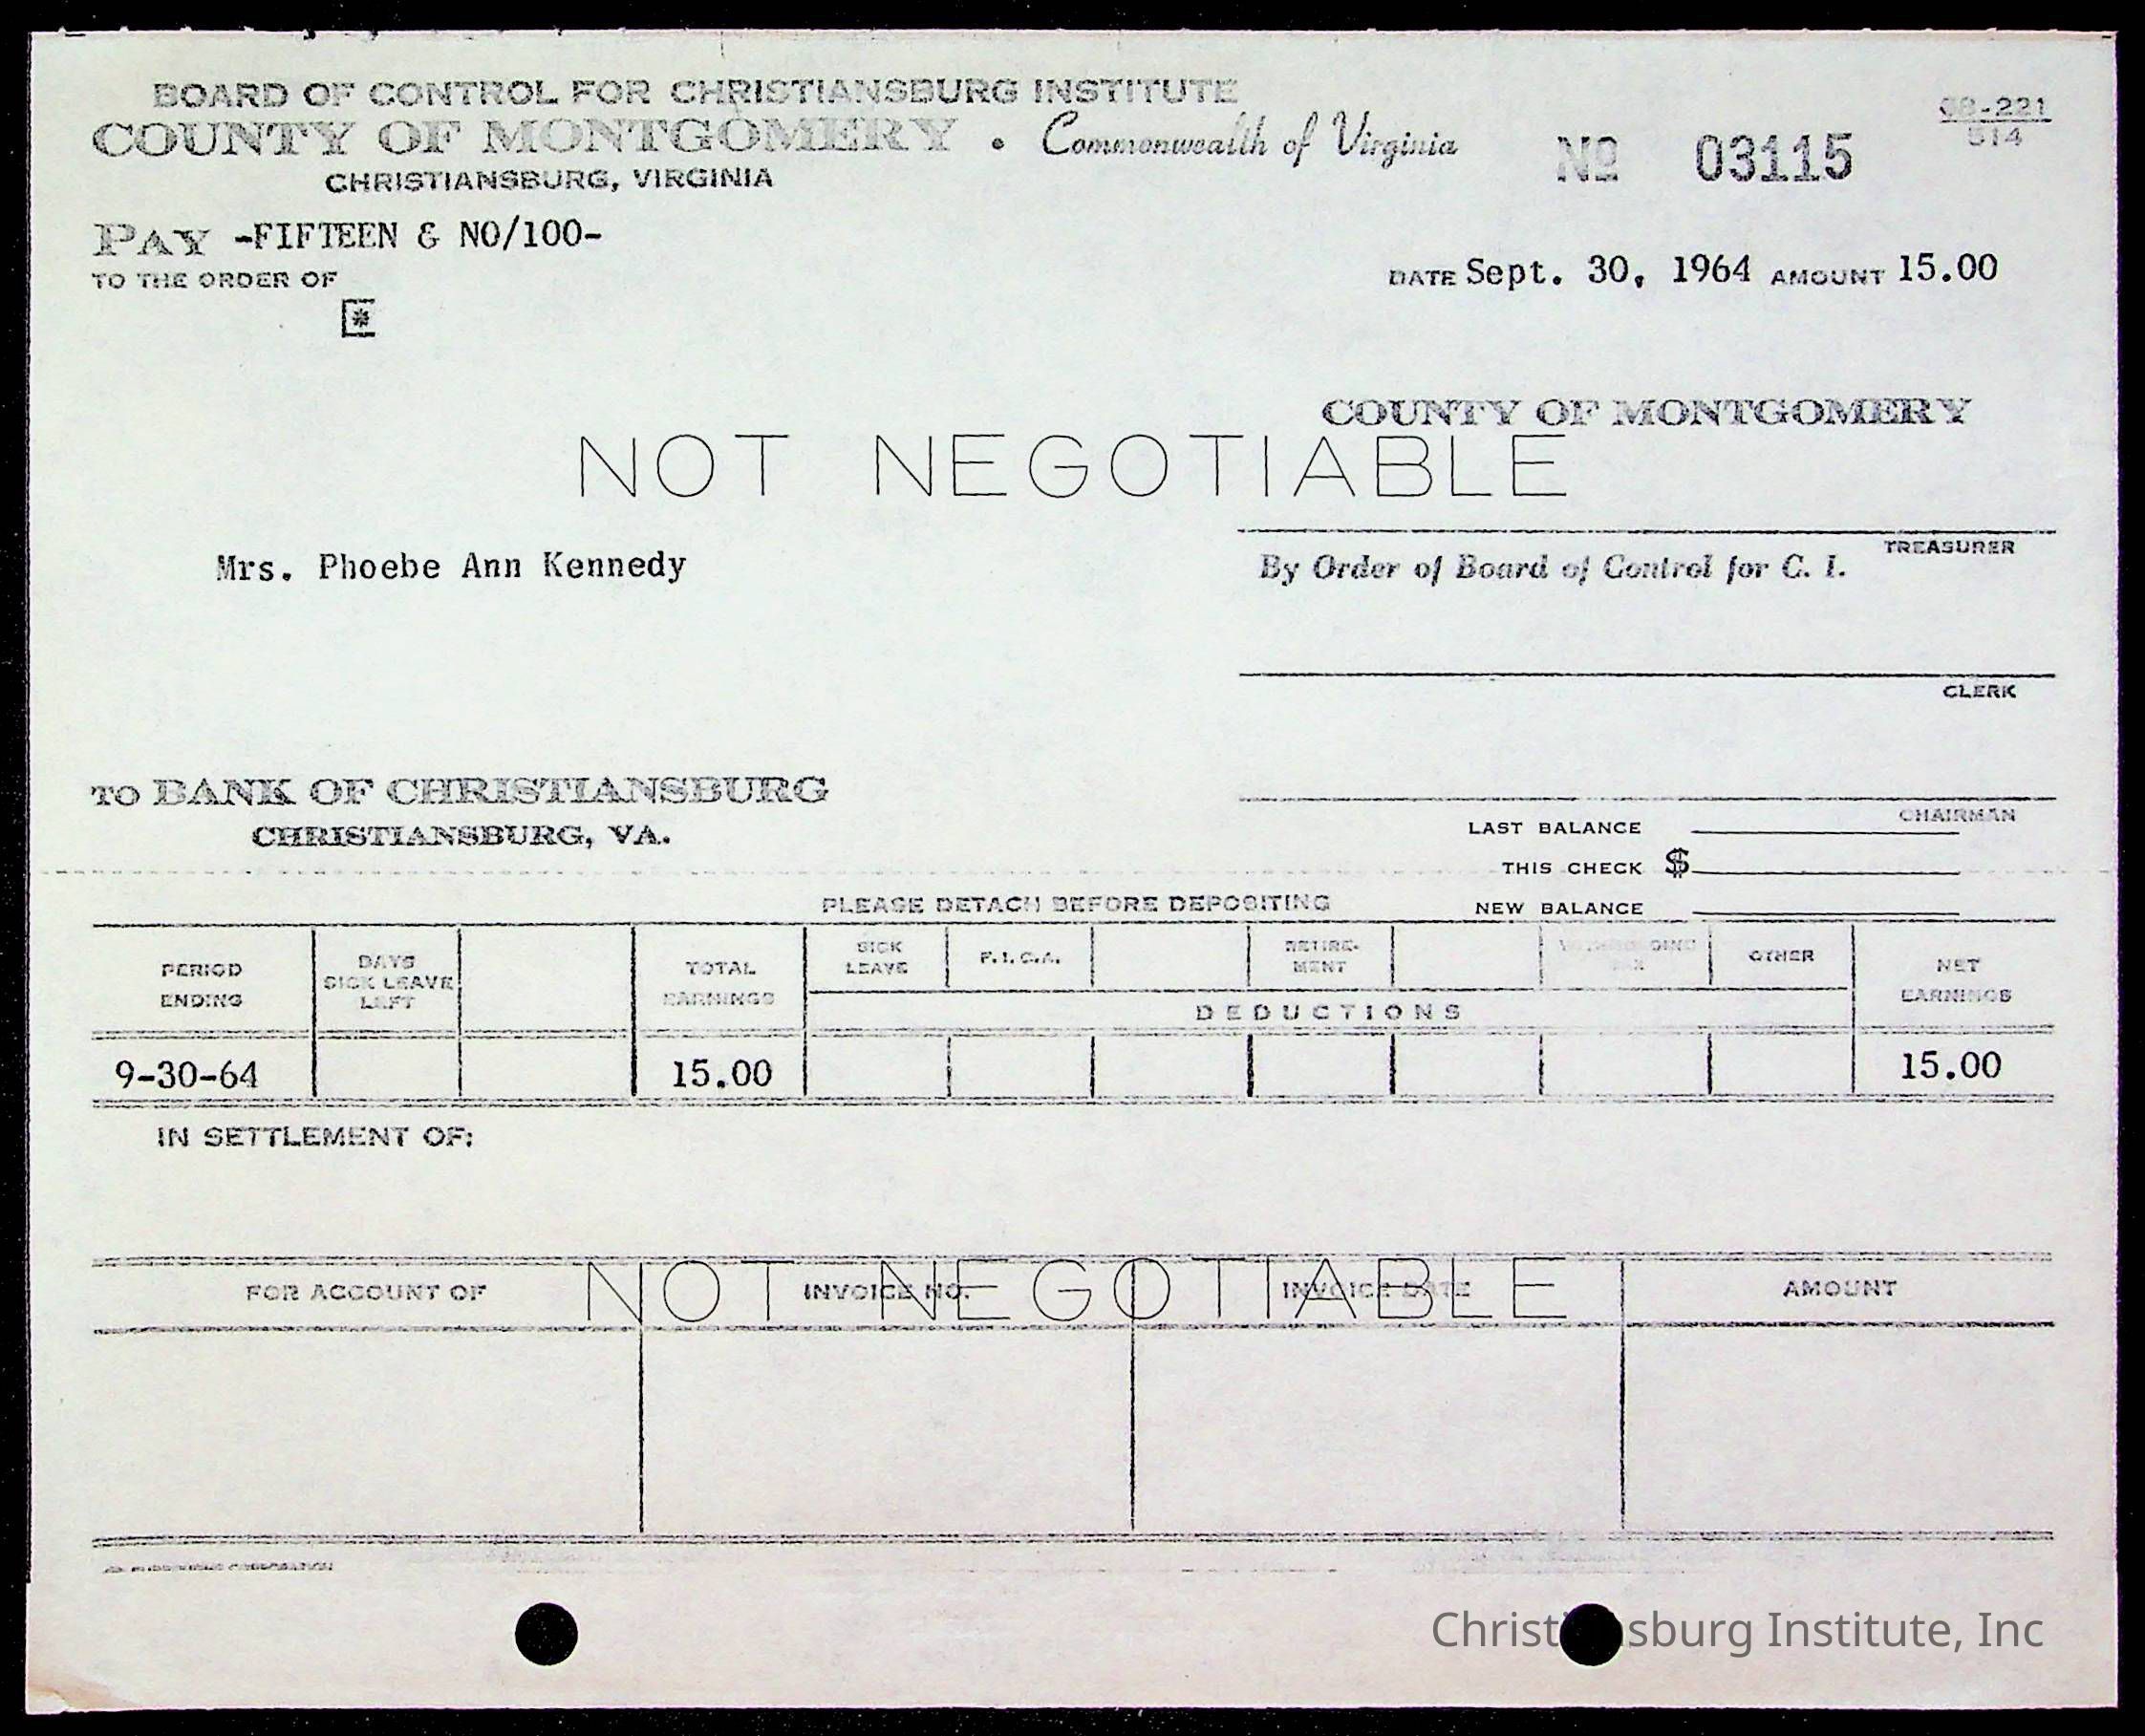 BOARD OF CONTROL FOR CHRISTIANSBURG INSTITUTE
COUNTY OF MONTGOMERY • Commonwealth of Virginia
CHRISTIANSBURG, VIRGINIA
Nº 03115
-221
514
PAY -FIFTEEN & NO/100-
TO THE ORDER OF
DATE Sept. 30, 1964 AMOUNT 15.00
*
COUNTY OF MONTGOMERY
NOT NEGOTIABLE
TREASURER
Mrs. Phoebe Ann Kennedy
By Order of Board of Control for C. I.
CLERK
TO BANK OF CHRISTIANSBURG
CHRISTIANSBURG, VA.
CHAIRMAN
LAST BALANCE
THIS CHECK $
NEW BALANCE
PLEASE DETACH BEFORE DEPOSITING
PERIOD ENDING
DAYS SICK LEAVE LEFT
TOTAL EARNINGS
SICK LEAVE
F.I.C.A.
RETIRE-MENT
WITHHOLDING TAX
OTHER
NET EARNINGS
DEDUCTIONS
9-30-64 15.00 15.00
IN SETTLEMENT OF:
FOR ACCOUNT OF INVOICE NO. INVOICE DATE AMOUNT
NOT NEGOTIABLE
CORPORATION
Christiansburg Institute, Inc